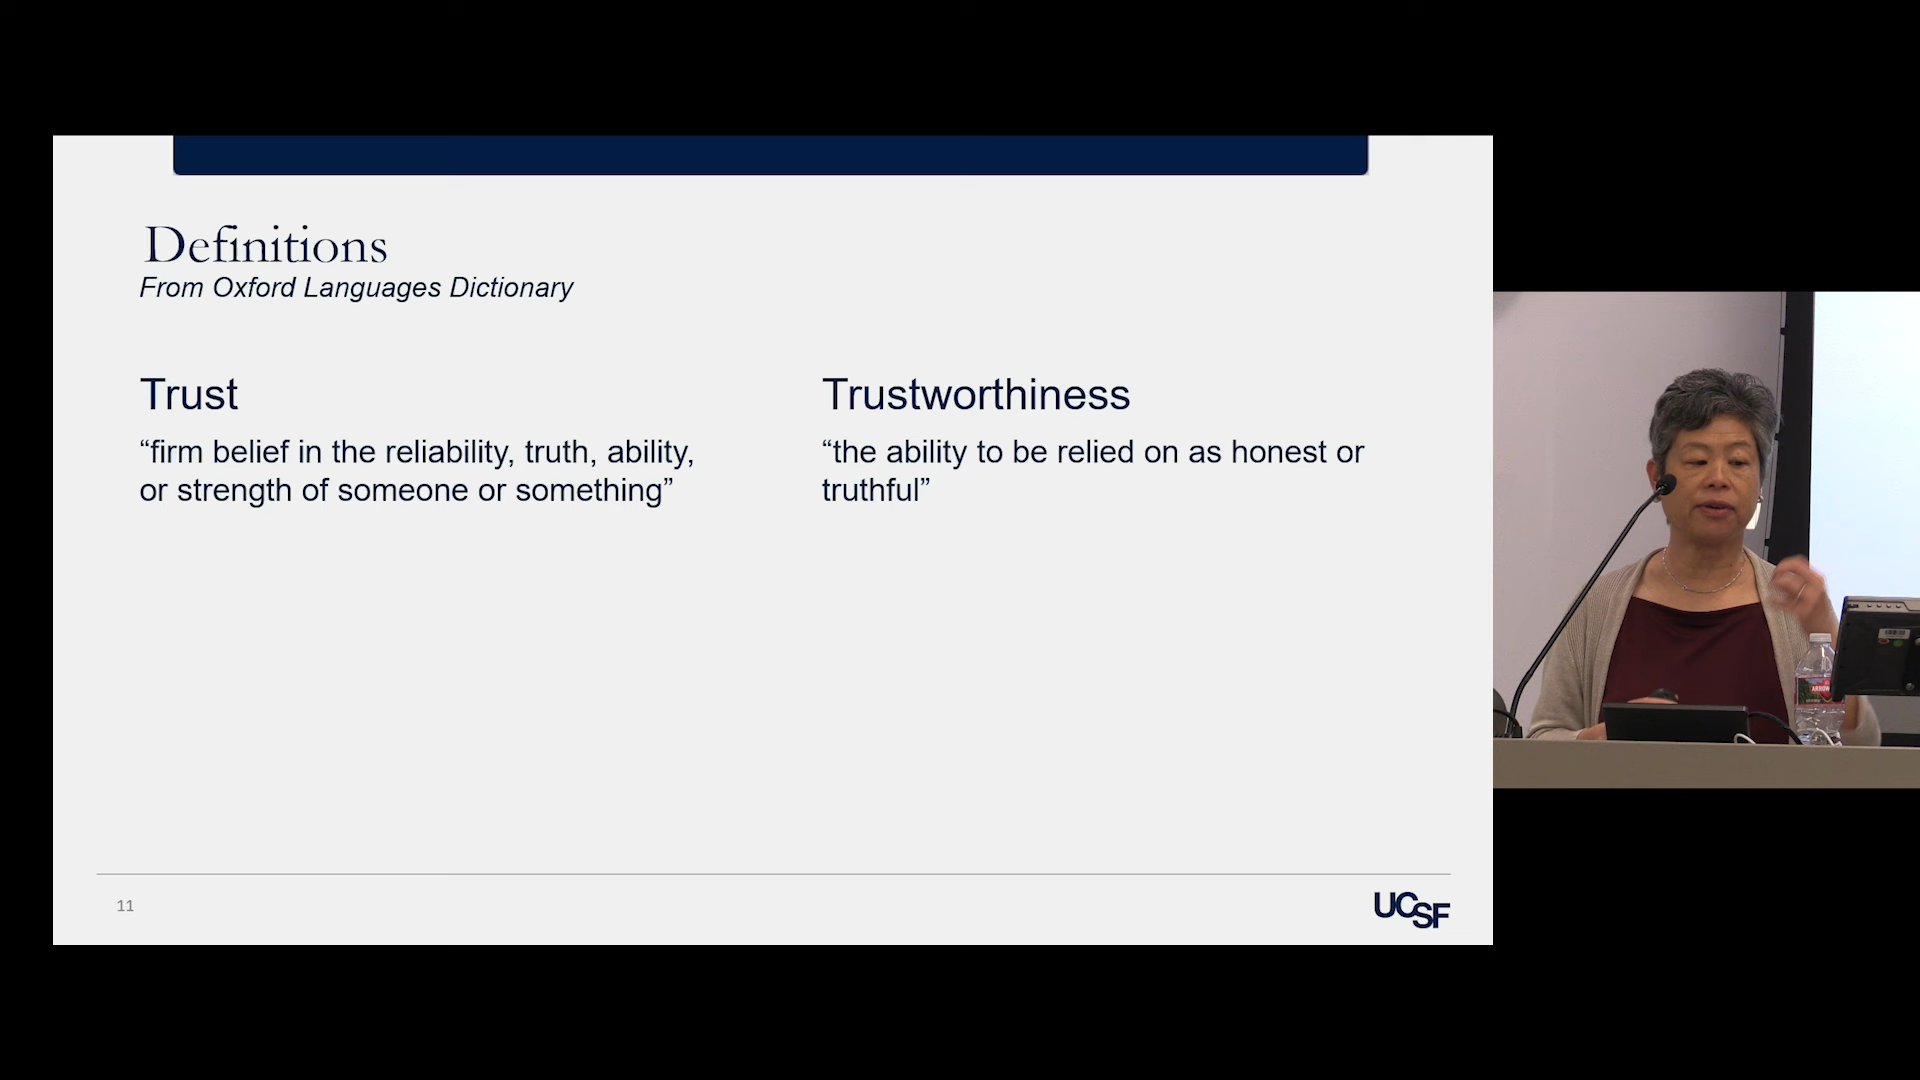 Definitions
From Oxford Languages Dictionary
Trust
“firm belief in the reliability, truth, ability,
or strength of someone or something”
Trustworthiness
“the ability to be relied on as honest or
truthful”
11
UCSF
ARROW